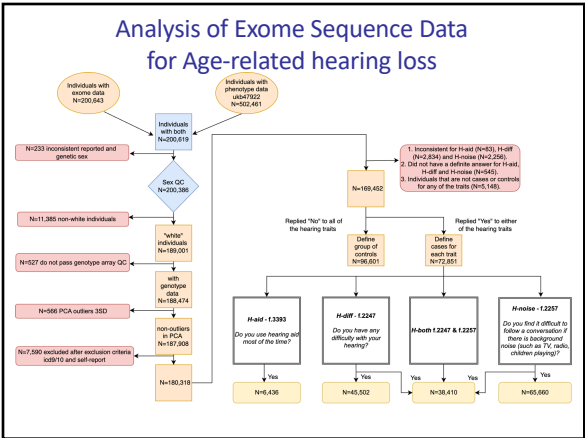 Analysis of Exome Sequence Data
for Age-related hearing loss
Individuals with
exome data
N=200,643
Individuals with
phenotype data
ukb47922
N=502,461
Individuals
with both
N=200,619
N=233 inconsistent reported and
genetic sex
Sex QC
N=200,386
N=11,385 non-white individuals
"white"
individuals
N=189,001
N=527 do not pass genotype array QC
with
genotype
data
N=188,474
N=566 PCA outliers 3SD
non-outliers
in PCA
N=187,908
N=7,590 excluded after exclusion criteria
icd9/10 and self-report
N=180,318
1. Inconsistent for H-aid (N=83), H-diff
(N=2,834) and H-noise (N=2,256).
2. Did not have a definite answer for H-aid,
H-diff and H-noise (N=545).
3. Individuals that are not cases or controls
for any of the traits (N=5,148).
N=169,452
Replied "No" to all of
the hearing traits
Replied "Yes" to either
of the hearing traits
Define
group of
controls
N=96,601
Define
cases for
each trait
N=72,851
H-aid - f.3393
Do you use hearing aid
most of the time?
H-diff - f.2247
Do you have any
difficulty with your
hearing?
H-both f.2247 & f.2257
H-noise - f.2257
Do you find it difficult to
follow a conversation if
there is background
noise (such as TV, radio,
children playing)?
Yes
Yes
Yes
Yes
Yes
N=6,436
N=45,502
N=38,410
N=65,660